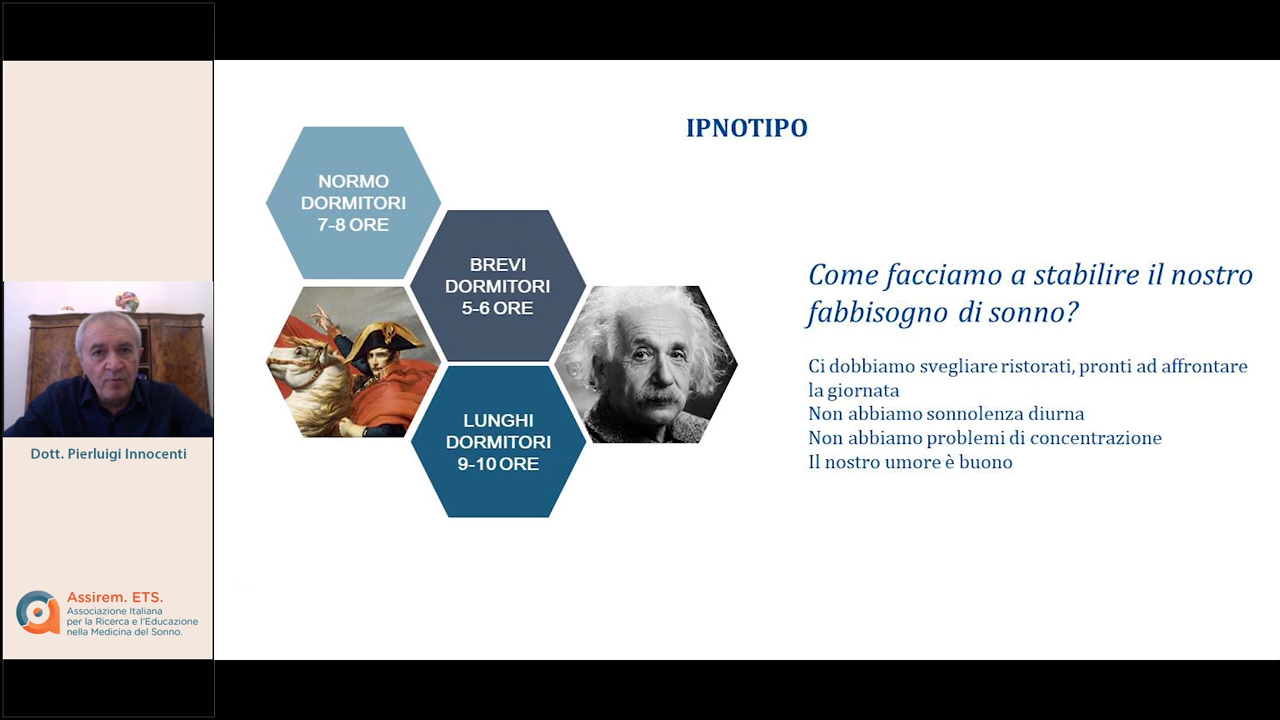 IPNOTIPO
NORMO
DORMITORI
7-8 ORE
BREVI
DORMITORI
5-6 ORE
LUNGHI
DORMITORI
9-10 ORE
Come facciamo a stabilire il nostro
fabbisogno di sonno?
Ci dobbiamo svegliare ristorati, pronti ad affrontare
la giornata
Non abbiamo sonnolenza diurna
Non abbiamo problemi di concentrazione
Il nostro umore è buono
Dott. Pierluigi Innocenti
Assirem. ETS.
Associazione Italiana
per la Ricerca e l'Educazione
nella Medicina del Sonno.